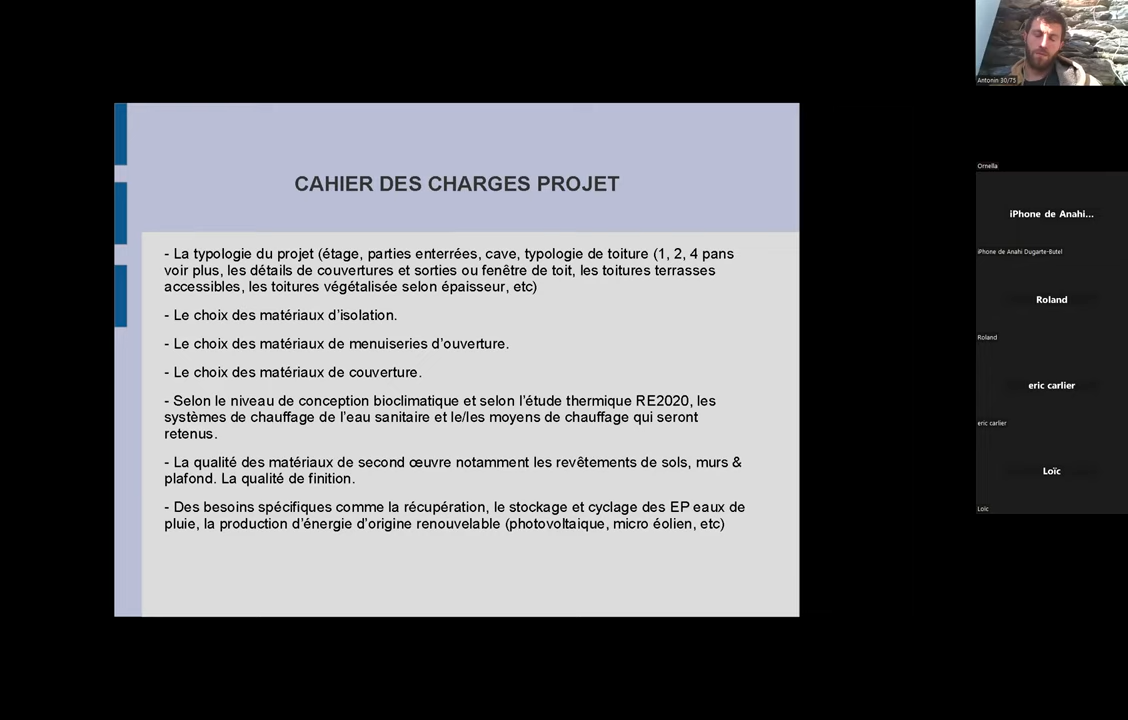 CAHIER DES CHARGES PROJET
- La typologie du projet (étage, parties enterrées, cave, typologie de toiture (1, 2, 4 pans
voir plus, les détails de couvertures et sorties ou fenêtre de toit, les toitures terrasses
accessibles, les toitures végétalisée selon épaisseur, etc)
- Le choix des matériaux d'isolation.
- Le choix des matériaux de menuiseries d'ouverture.
- Le choix des matériaux de couverture.
- Selon le niveau de conception bioclimatique et selon l'étude thermique RE2020, les
systèmes de chauffage de l'eau sanitaire et le/les moyens de chauffage qui seront
retenus.
- La qualité des matériaux de second œuvre notamment les revêtements de sols, murs &
plafond. La qualité de finition.
- Des besoins spécifiques comme la récupération, le stockage et cyclage des EP eaux de
pluie, la production d'énergie d'origine renouvelable (photovoltaique, micro éolien, etc)
Antonin 30/75
Ornella
iPhone de Anahi...
iPhone de Anahi Dugarte-Butel
Roland
Roland
eric carlier
eric carlier
Loïc
Loïc